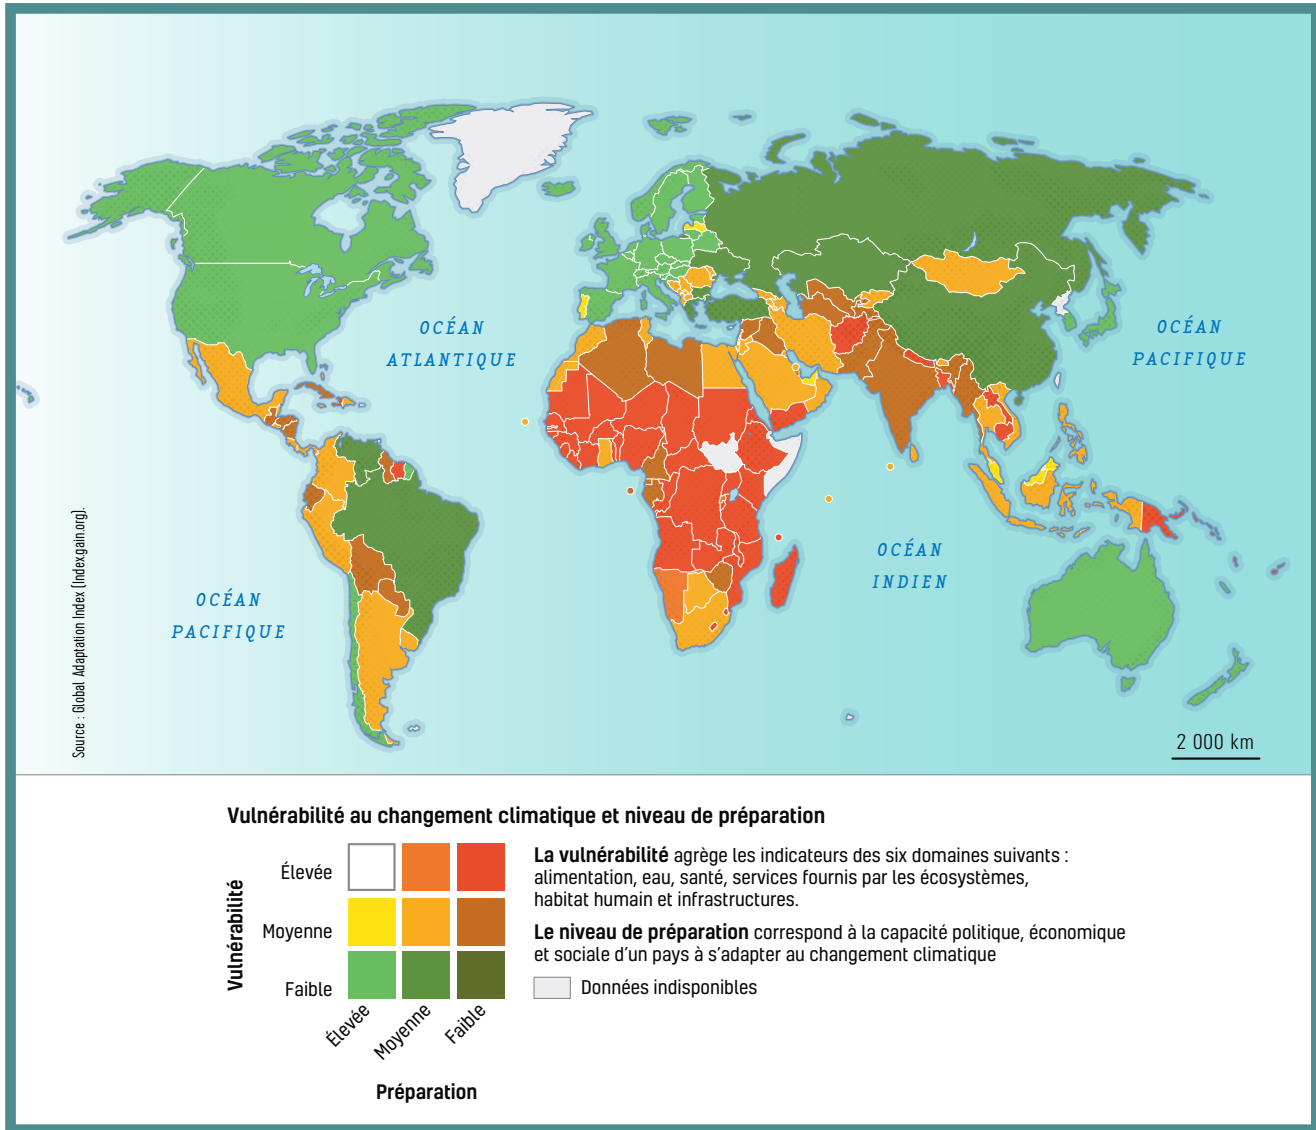 OCÉAN
ATLANTIQUE
OCÉAN
PACIFIQUE
OCÉAN
INDIEN
OCÉAN
PACIFIQUE
Source : Global Adaptation Index (Indexgain.org).
2 000 km
Vulnérabilité au changement climatique et niveau de préparation
Vulnérabilité
Élevée
Moyenne
Faible
Élevée
Moyenne
Faible
Préparation
La vulnérabilité agrège les indicateurs des six domaines suivants :
alimentation, eau, santé, services fournis par les écosystèmes,
habitat humain et infrastructures.
Le niveau de préparation correspond à la capacité politique, économique
et sociale d'un pays à s'adapter au changement climatique
Données indisponibles